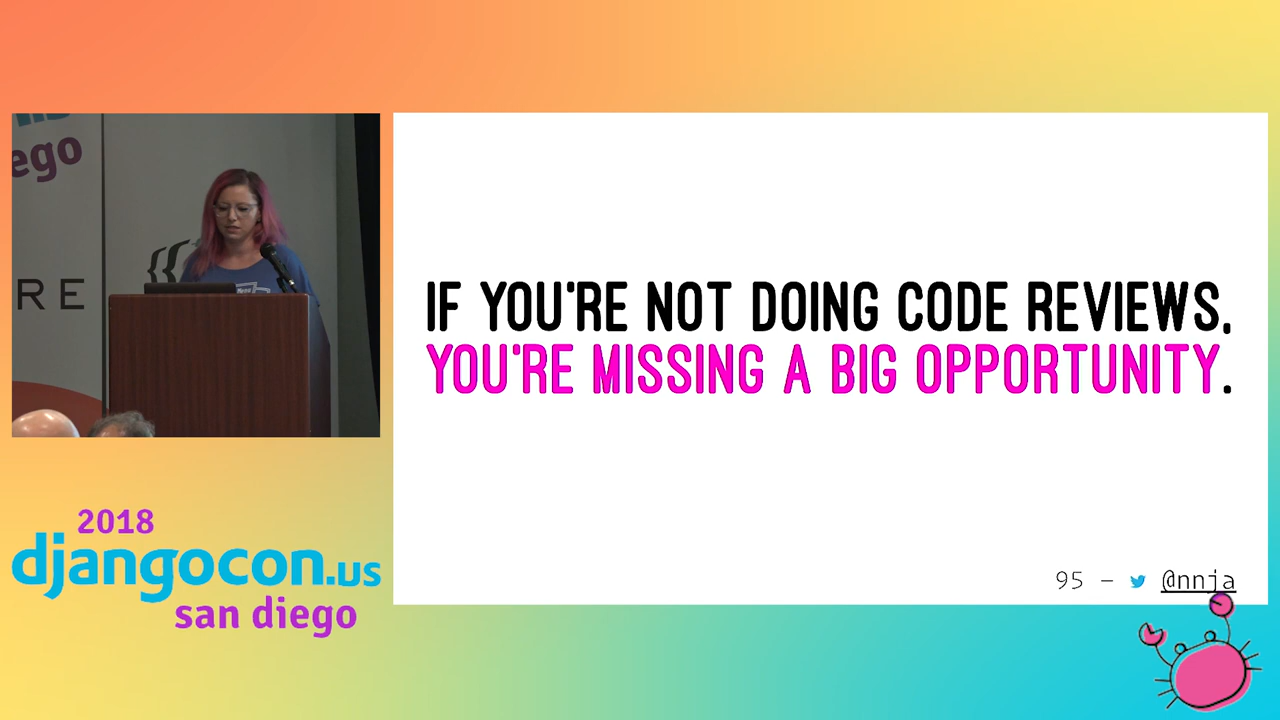 ego
RE
IF YOU'RE NOT DOING CODE REVIEWS,
YOU'RE MISSING A BIG OPPORTUNITY.
95 – @nnja
2018
djangocon.us
san diego